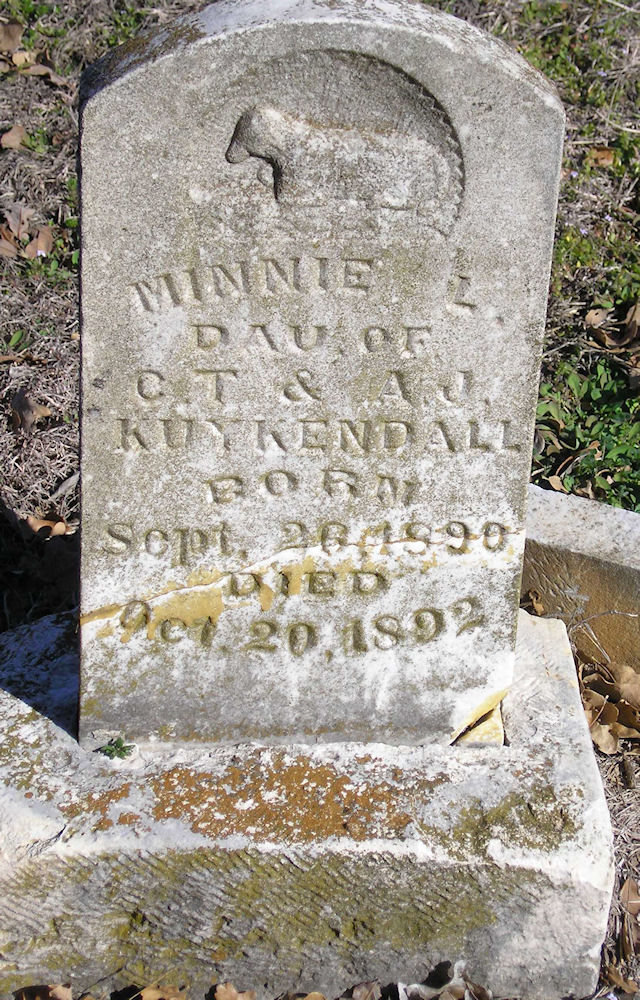 MINNIE L.
DAU. OF
C.T & A.J.
KUYKENDALL
BORN
Sept. 26, 1890
DIED
Oct. 20, 1892